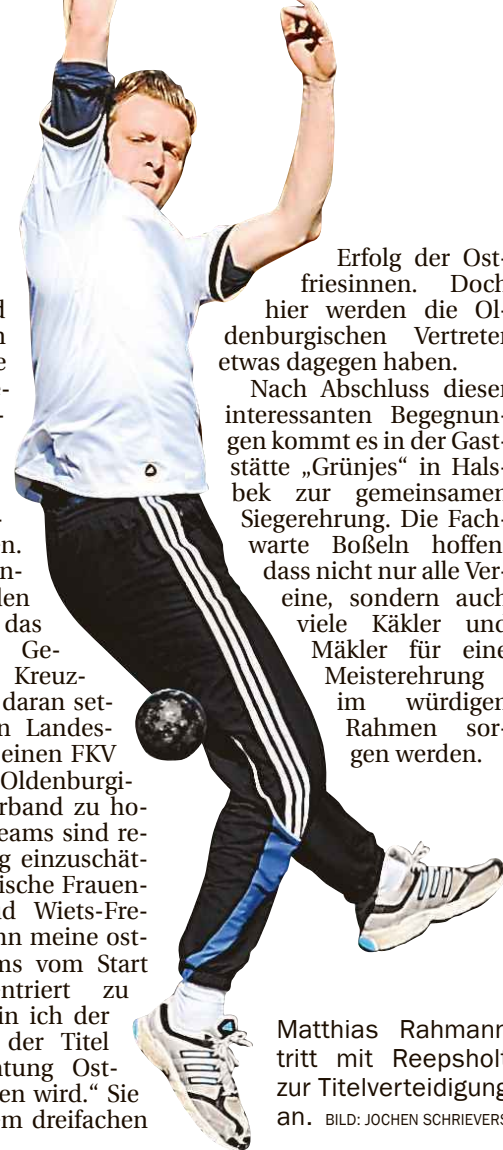 d
n
e
e-
-
-
n.
n-
len
das
Ge-
Kreuz-
daran set-
n Landes-
einen FKV
Oldenburgi-
rband zu ho-
eams sind re-
g einzuschät-
ische Frauen-
d Wiets-Fre-
nn meine ost-
ms vom Start
ntriert zu
in ich der
der Titel
htung Ost-
en wird.“ Sie
m dreifachen
Erfolg der Ost-
friesinnen. Doch
hier werden die Ol-
denburgischen Vertreter
etwas dagegen haben.
Nach Abschluss dieser
interessanten Begegnun-
gen kommt es in der Gast-
stätte „Grünjes“ in Hals-
bek zur gemeinsamen
Siegerehrung. Die Fach-
warte Boßeln hoffen,
dass nicht nur alle Ver-
eine, sondern auch
viele Käkler und
Mäkler für eine
Meisterehrung
im würdigen
Rahmen sor-
gen werden.
Matthias Rahmann
tritt mit Reepsholt
zur Titelverteidigung
an. BILD: JOCHEN SCHRIEVERS